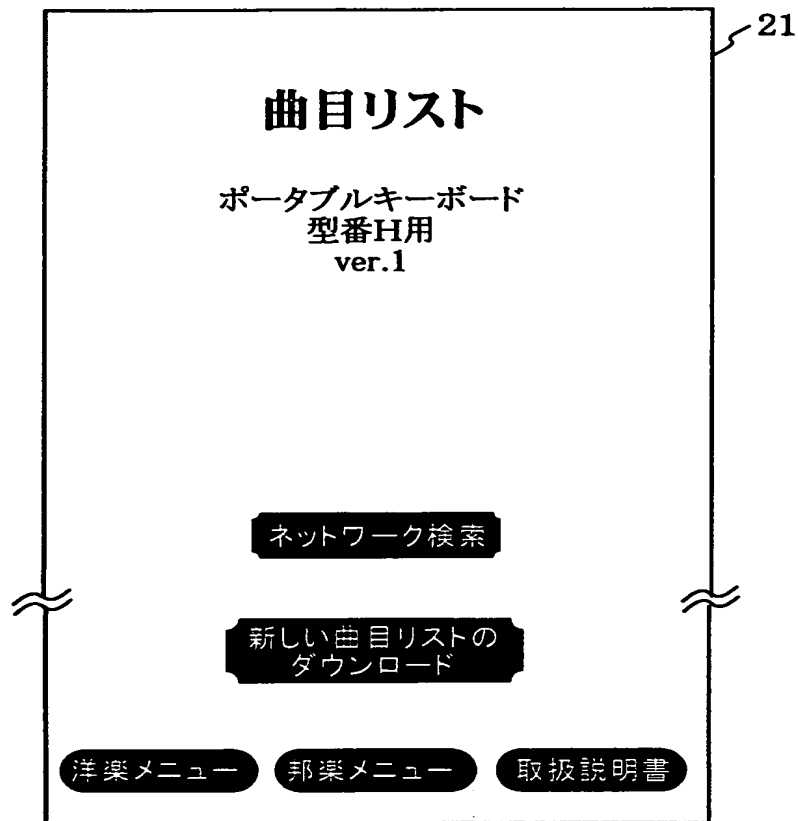 21
曲目リスト
ポータブルキーボード
型番H用
ver.1
ネットワーク検索
新しい曲目リストの
ダウンロード
洋楽メニュー 邦楽メニュー 取扱説明書